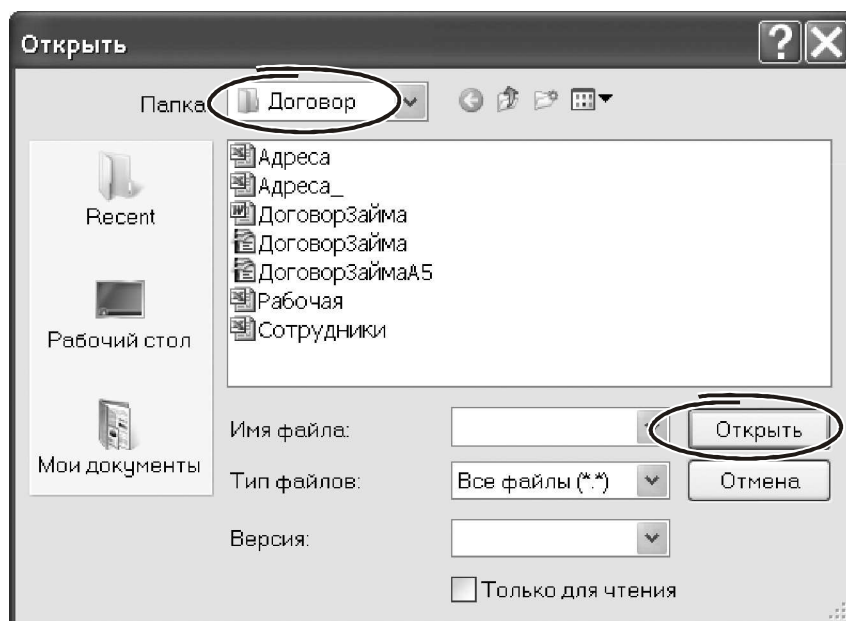 Открыть
Папка
Договор
Recent
Рабочий стол
Мои документы
Адреса
Адреса_
ДоговорЗайма
ДоговорЗайма
ДоговорЗаймаА5
Рабочая
Сотрудники
Имя файла:
Открыть
Тип файлов:
Все файлы (*.*)
Отмена
Версия:
Только для чтения